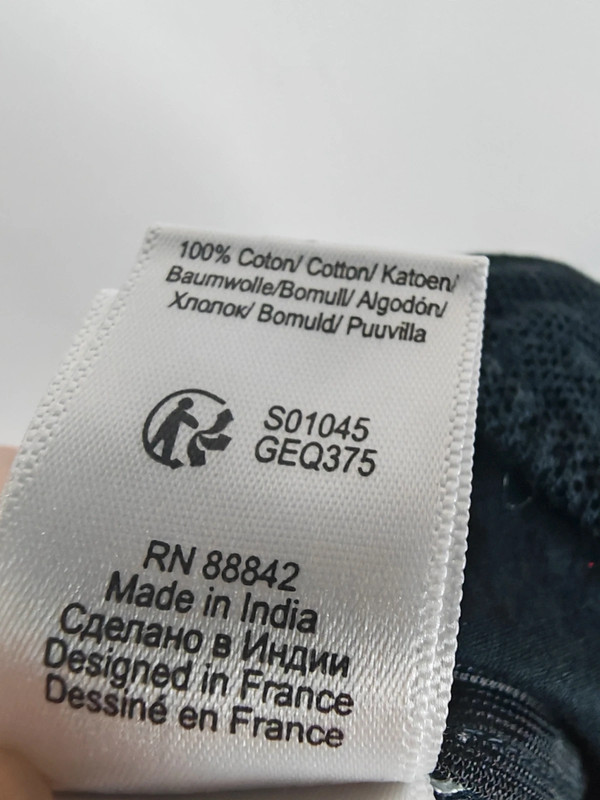 100% Coton/ Cotton/ Katoen/
Baumwolle/Bomull/ Algodón/
Хлопок/ Bomuld/ Puuvilla
S01045
GEQ375
RN 88842
Made in India
Сделано в Индии
Designed in France
Dessiné en France